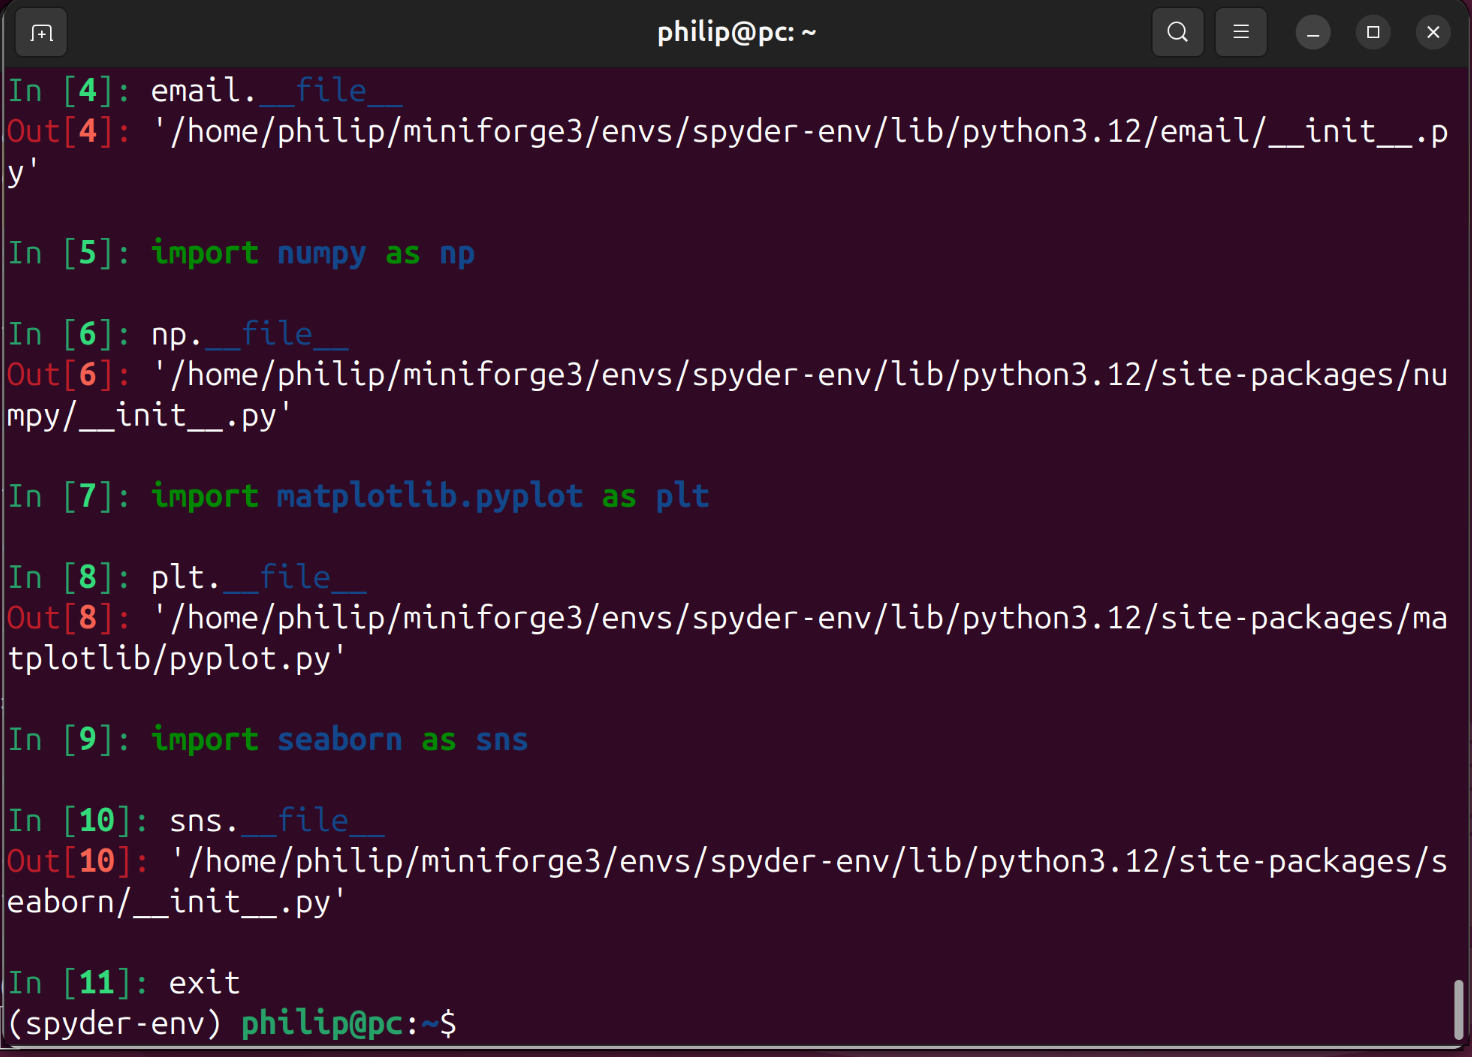 philip@pc: ~
In [4]: email.__file__
Out[4]: '/home/philip/miniforge3/envs/spyder-env/lib/python3.12/email/__init__.p
y'
In [5]: import numpy as np
In [6]: np.__file__
Out[6]: '/home/philip/miniforge3/envs/spyder-env/lib/python3.12/site-packages/nu
mpy/__init__.py'
In [7]: import matplotlib.pyplot as plt
In [8]: plt.__file__
Out[8]: '/home/philip/miniforge3/envs/spyder-env/lib/python3.12/site-packages/ma
tplotlib/pyplot.py'
In [9]: import seaborn as sns
In [10]: sns.__file__
Out[10]: '/home/philip/miniforge3/envs/spyder-env/lib/python3.12/site-packages/s
eaborn/__init__.py'
In [11]: exit
(spyder-env) philip@pc:~$